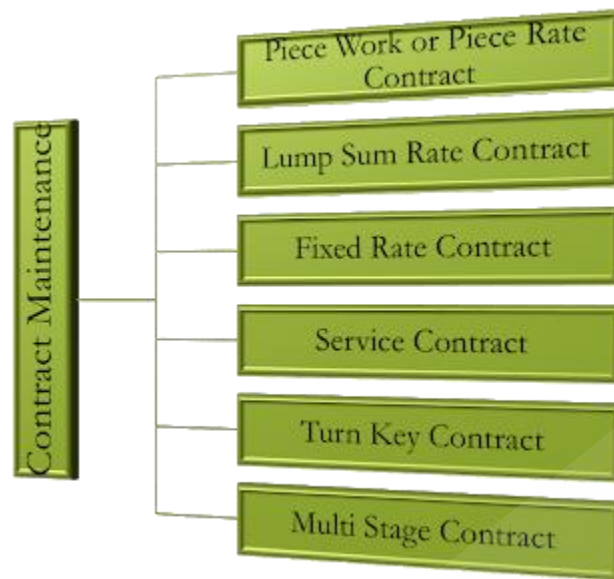 Contract Maintenance
Piece Work or Piece Rate
Contract
Lump Sum Rate Contract
Fixed Rate Contract
Service Contract
Turn Key Contract
Multi Stage Contract